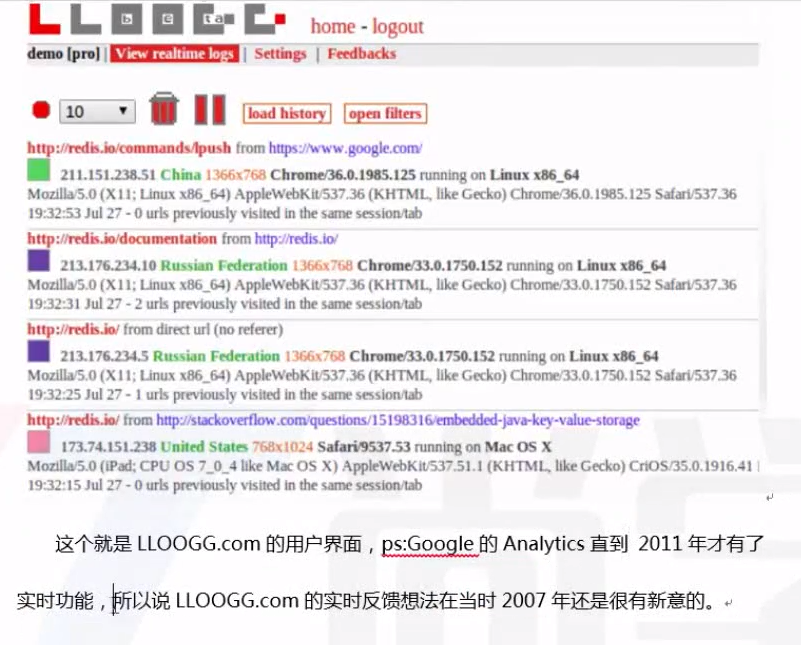 LLOOGG
home - logout
demo [pro] | View realtime logs | Settings | Feedbacks
10 load history open filters
http://redis.io/commands/lpush from https://www.google.com/
211.151.238.51 China 1366x768 Chrome/36.0.1985.125 running on Linux x86_64
Mozilla/5.0 (X11; Linux x86_64) AppleWebKit/537.36 (KHTML, like Gecko) Chrome/36.0.1985.125 Safari/537.36
19:32:53 Jul 27 - 0 urls previously visited in the same session/tab
http://redis.io/documentation from http://redis.io/
213.176.234.10 Russian Federation 1366x768 Chrome/33.0.1750.152 running on Linux x86_64
Mozilla/5.0 (X11; Linux x86_64) AppleWebKit/537.36 (KHTML, like Gecko) Chrome/33.0.1750.152 Safari/537.36
19:32:31 Jul 27 - 2 urls previously visited in the same session/tab
http://redis.io/ from direct url (no referer)
213.176.234.5 Russian Federation 1366x768 Chrome/33.0.1750.152 running on Linux x86_64
Mozilla/5.0 (X11; Linux x86_64) AppleWebKit/537.36 (KHTML, like Gecko) Chrome/33.0.1750.152 Safari/537.36
19:32:25 Jul 27 - 1 urls previously visited in the same session/tab
http://redis.io/ from http://stackoverflow.com/questions/15198316/embedded-java-key-value-storage
173.74.151.238 United States 768x1024 Safari/9537.53 running on Mac OS X
Mozilla/5.0 (iPad; CPU OS 7_0_4 like Mac OS X) AppleWebKit/537.51.1 (KHTML, like Gecko) CriOS/35.0.1916.41
19:32:15 Jul 27 - 0 urls previously visited in the same session/tab
这个就是 LLOOGG.com 的用户界面，ps:Google 的 Analytics 直到 2011 年才有了
实时功能，所以说 LLOOGG.com 的实时反馈想法在当时 2007 年还是很有新意的。